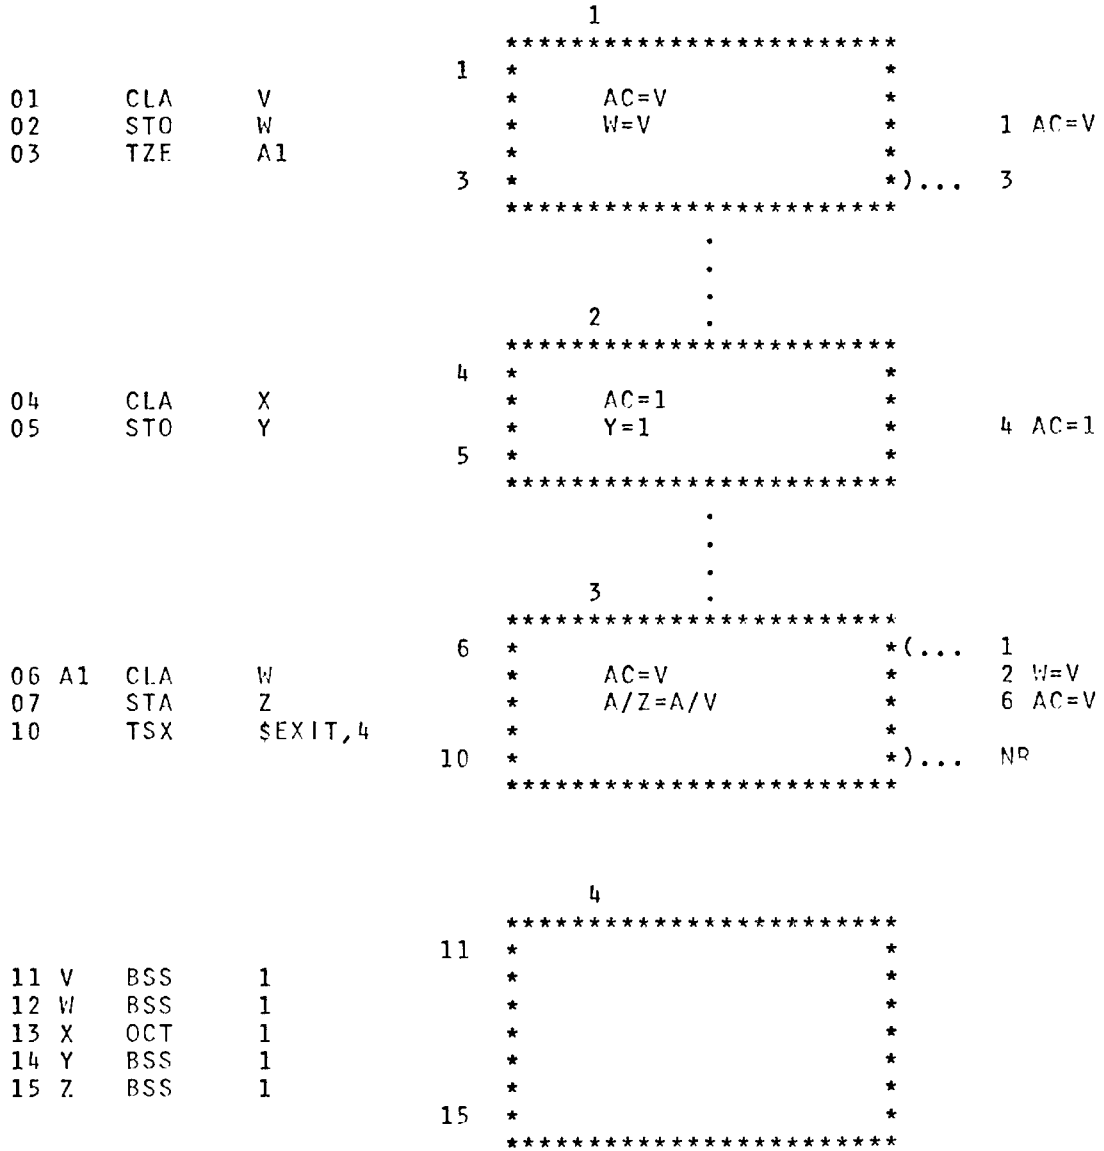 1
************************
1 * *
01 CLA V * AC=V *
02 STO W * W=V * 1 AC=V
03 TZE A1 * *
3 * *)... 3
************************
.
.
.
2 .
************************
4 * *
04 CLA X * AC=1 *
05 STO Y * Y=1 * 4 AC=1
5 * *
************************
.
.
.
3 .
************************
6 * *(... 1
06 A1 CLA W * AC=V * 2 W=V
07 STA Z * A/Z=A/V * 6 AC=V
10 TSX $EXIT,4 * *
10 * *)... NR
************************
4
************************
11 * *
11 V BSS 1 * *
12 W BSS 1 * *
13 X OCT 1 * *
14 Y BSS 1 * *
15 Z BSS 1 * *
15 * *
************************